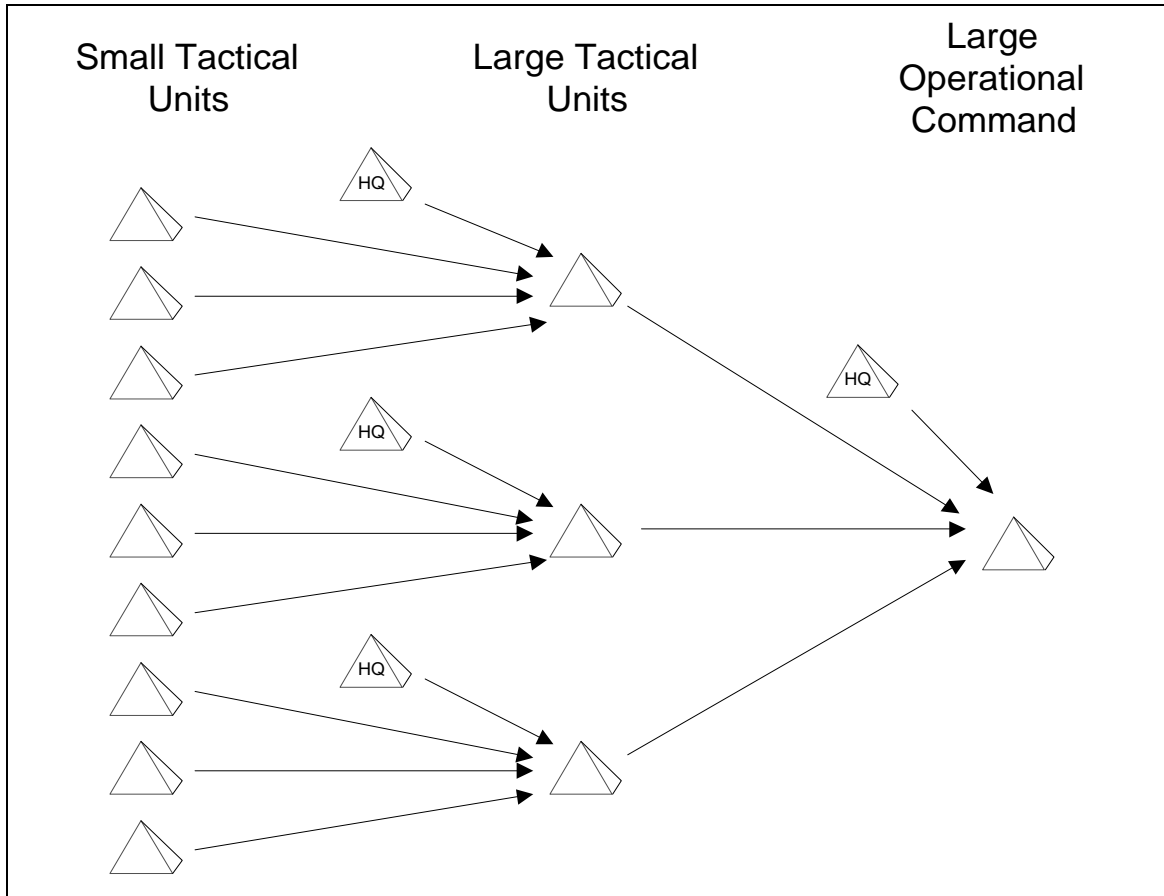 Small Tactical
Units
Large Tactical
Units
Large
Operational
Command
HQ
HQ
HQ
HQ